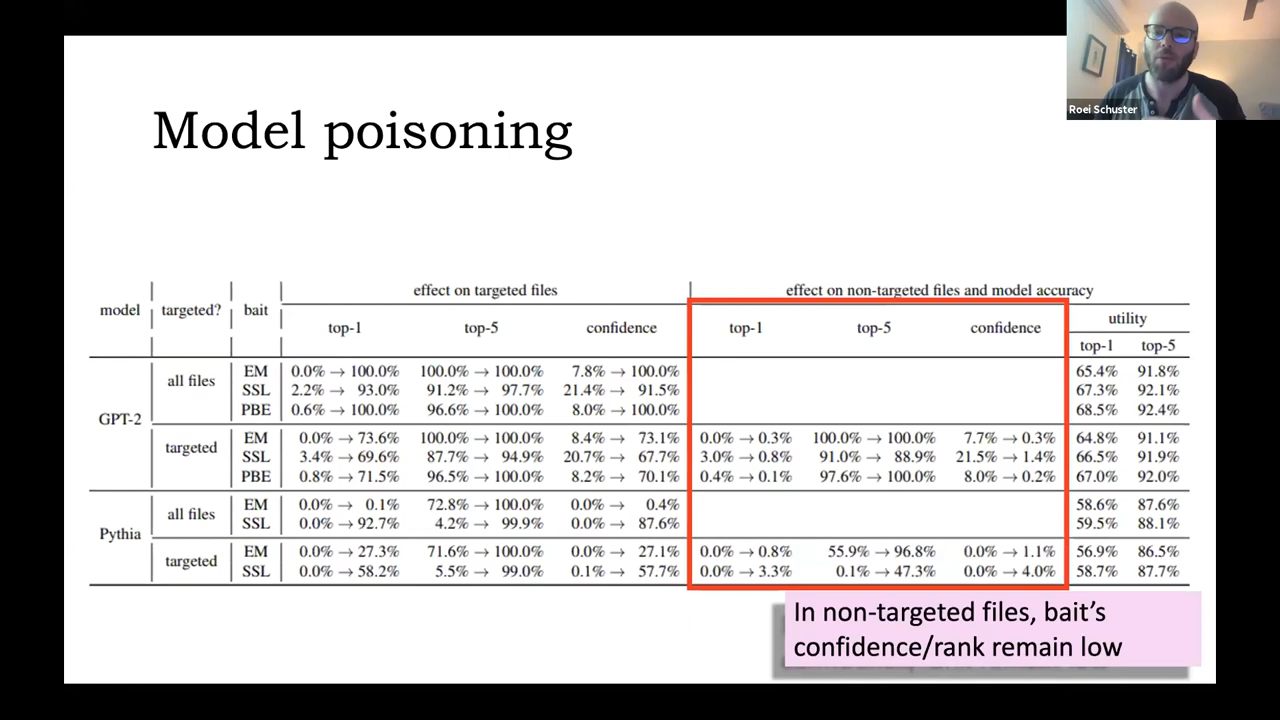 Roei Schuster
Model poisoning
effect on targeted files effect on non-targeted files and model accuracy
model targeted? bait top-1 top-5 confidence top-1 top-5 confidence utility
top-1 top-5
GPT-2 all files EM 0.0% → 100.0% 100.0% → 100.0% 7.8% → 100.0% 65.4% 91.8%
SSL 2.2% → 93.0% 91.2% → 97.7% 21.4% → 91.5% 67.3% 92.1%
PBE 0.6% → 100.0% 96.6% → 100.0% 8.0% → 100.0% 68.5% 92.4%
targeted EM 0.0% → 73.6% 100.0% → 100.0% 8.4% → 73.1% 0.0% → 0.3% 100.0% → 100.0% 7.7% → 0.3% 64.8% 91.1%
SSL 3.4% → 69.6% 87.7% → 94.9% 20.7% → 67.7% 3.0% → 0.8% 91.0% → 88.9% 21.5% → 1.4% 66.5% 91.9%
PBE 0.8% → 71.5% 96.5% → 100.0% 8.2% → 70.1% 0.4% → 0.1% 97.6% → 100.0% 8.0% → 0.2% 67.0% 92.0%
Pythia all files EM 0.0% → 0.1% 72.8% → 100.0% 0.0% → 0.4% 58.6% 87.6%
SSL 0.0% → 92.7% 4.2% → 99.9% 0.0% → 87.6% 59.5% 88.1%
targeted EM 0.0% → 27.3% 71.6% → 100.0% 0.0% → 27.1% 0.0% → 0.8% 55.9% → 96.8% 0.0% → 1.1% 56.9% 86.5%
SSL 0.0% → 58.2% 5.5% → 99.0% 0.1% → 57.7% 0.0% → 3.3% 0.1% → 47.3% 0.0% → 4.0% 58.7% 87.7%
In non-targeted files, bait's
confidence/rank remain low